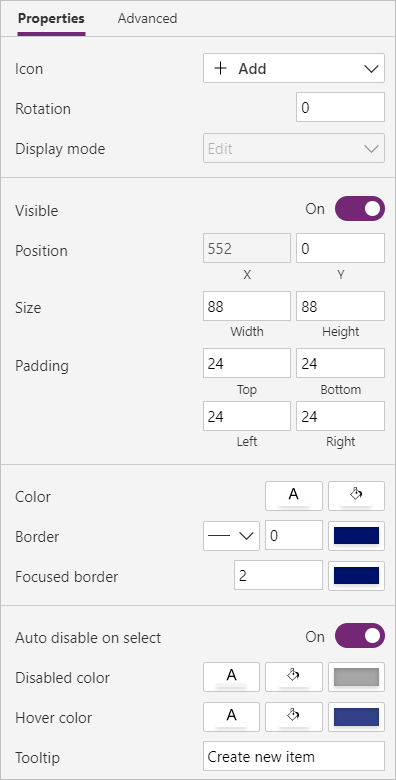 Properties Advanced
Icon + Add
Rotation 0
Display mode Edit
Visible On
Position 552 0
X Y
Size 88 88
Width Height
Padding 24 24
Top Bottom
24 24
Left Right
Color A
Border 0
Focused border 2
Auto disable on select On
Disabled color A
Hover color A
Tooltip Create new item